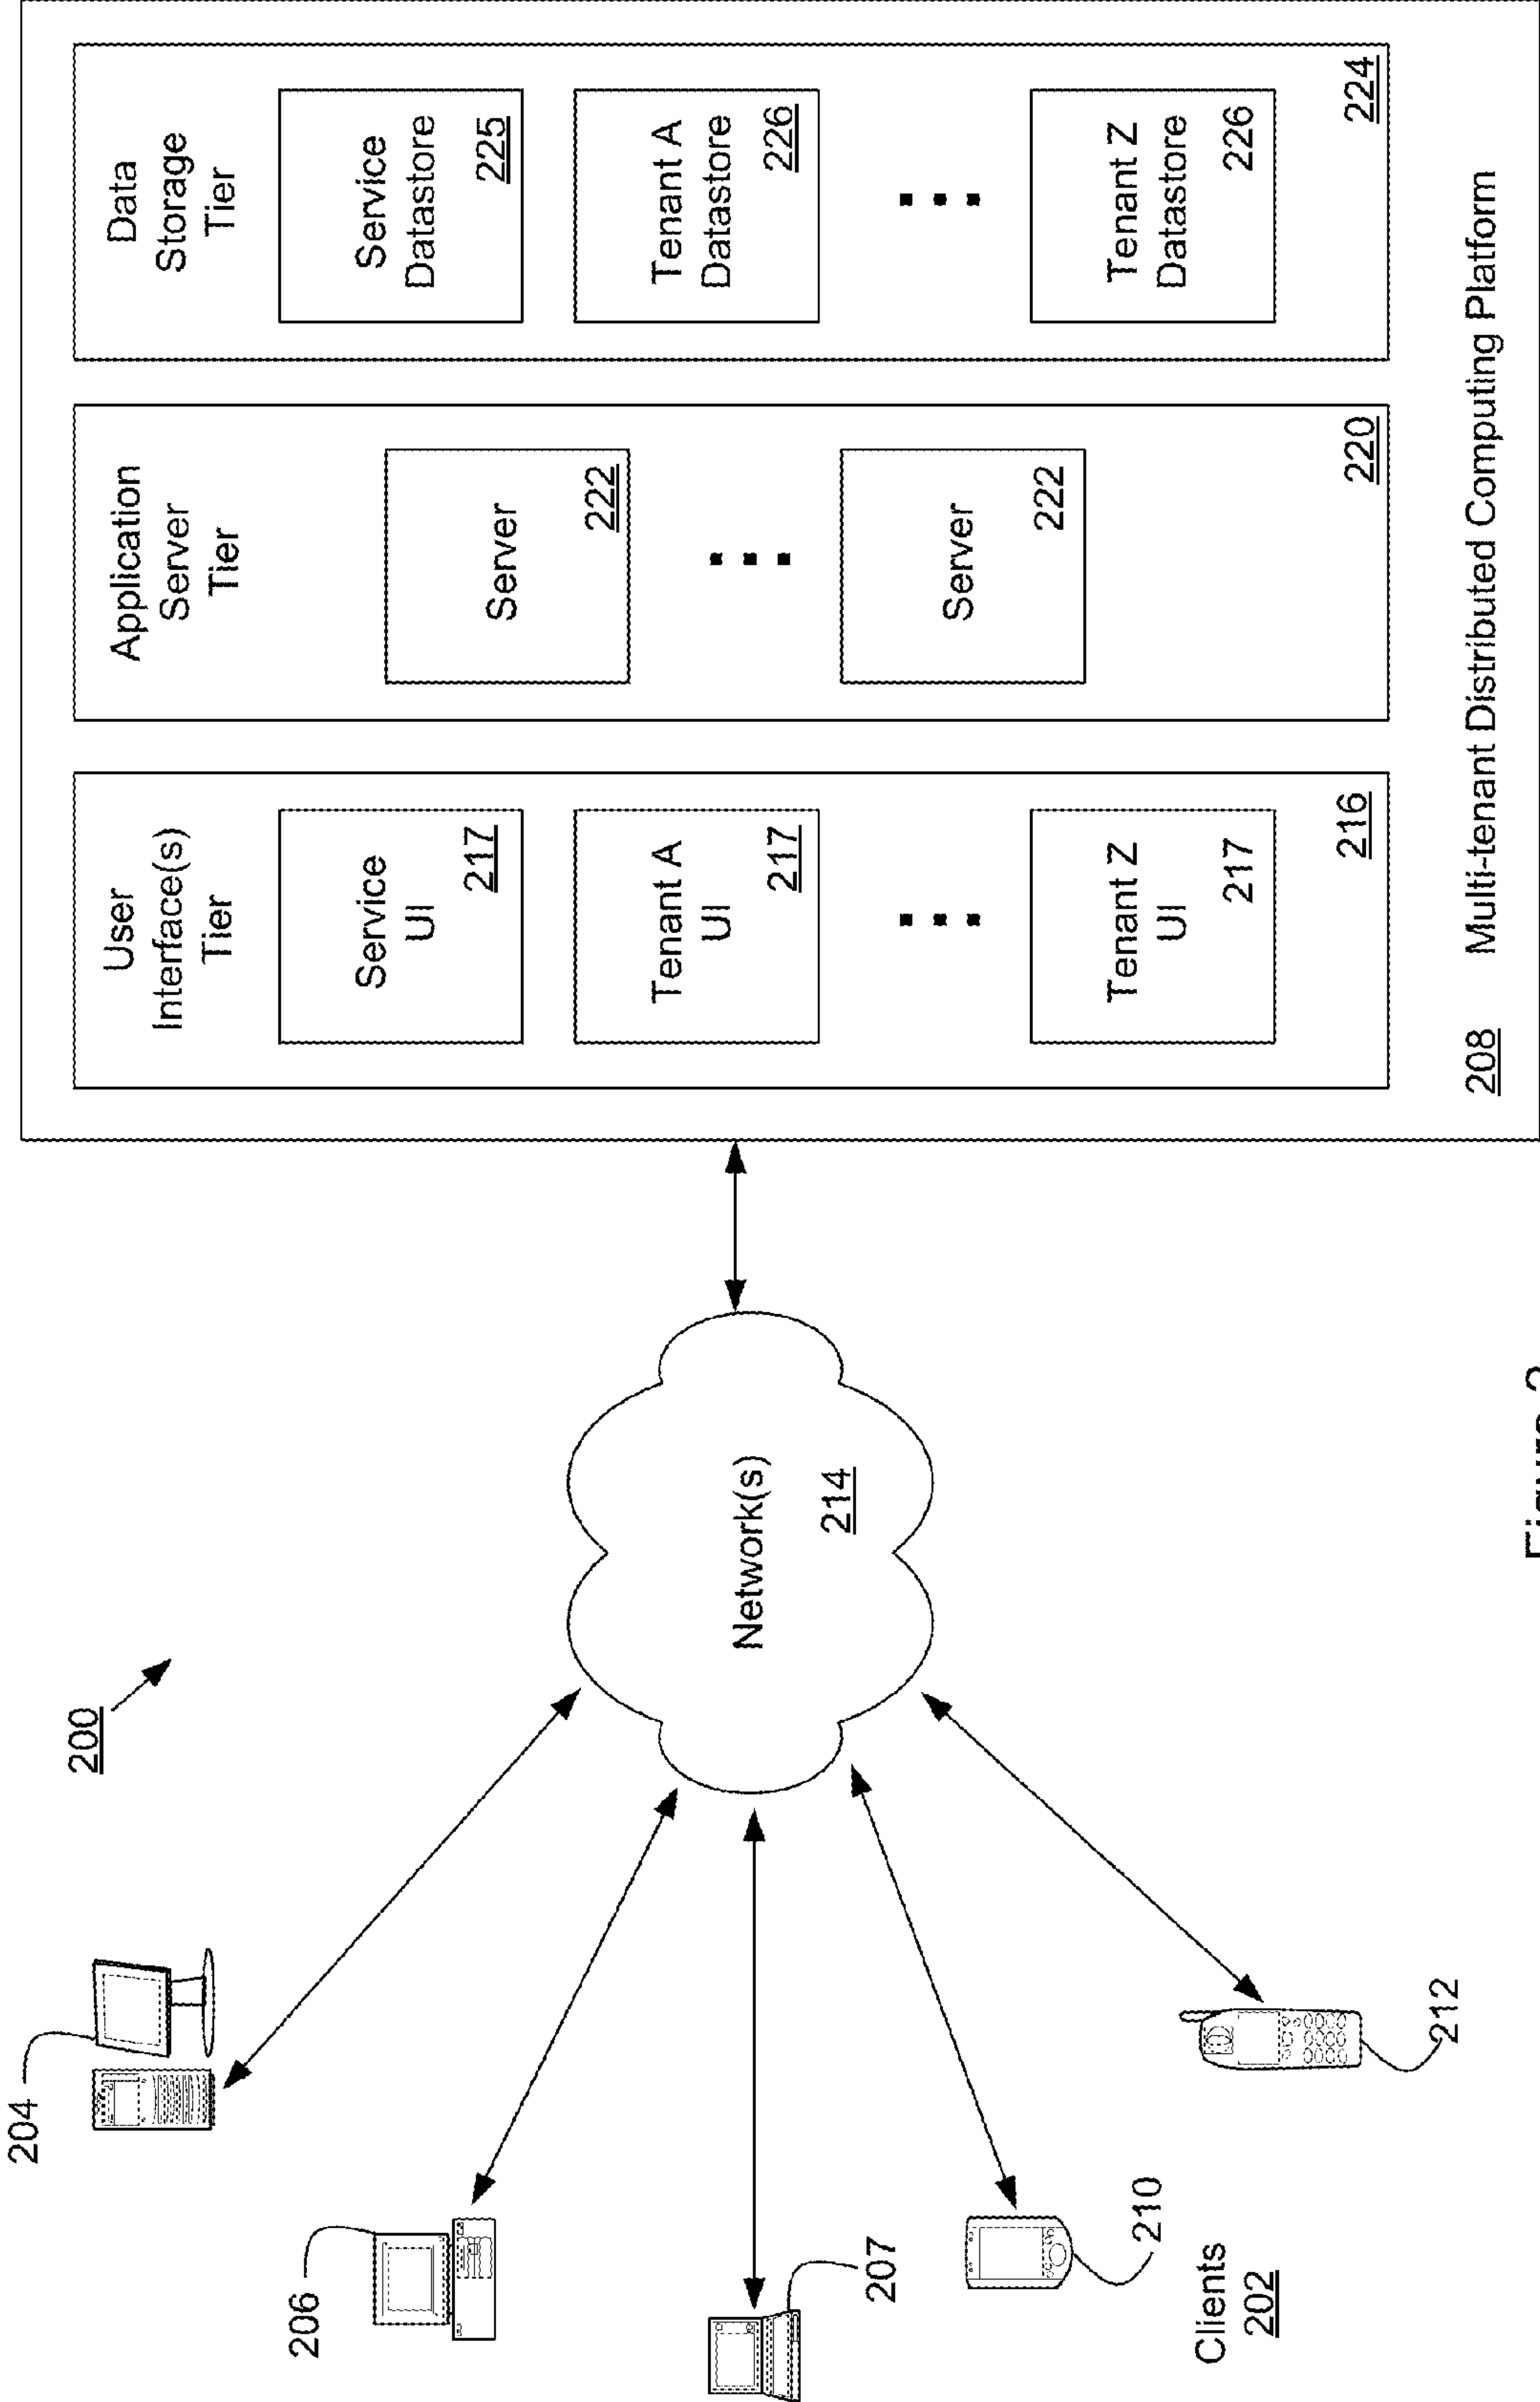 200
204
206
207
210
212
Clients
202
Network(s)
214
User
Interface(s)
Tier
Service
UI
217
Tenant A
UI
217
Tenant Z
UI
217
216
Application
Server
Tier
Server
222
Server
222
220
Data
Storage
Tier
Service
Datastore
225
Tenant A
Datastore
226
Tenant Z
Datastore
226
224
208 Multi-tenant Distributed Computing Platform
Figure 2